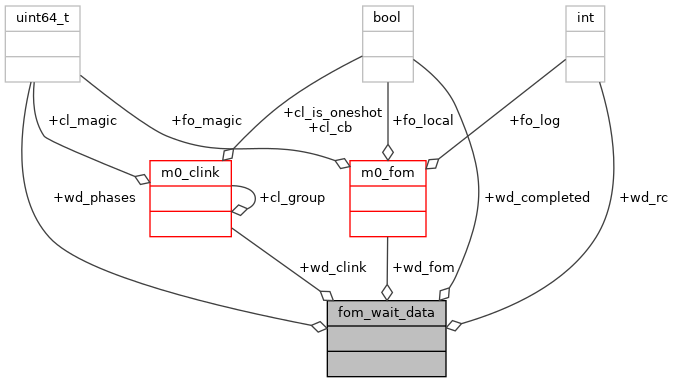 uint64_t
bool
int
+cl_magic
+fo_magic
+cl_is_oneshot
+cl_cb
+fo_local
+fo_log
m0_clink
m0_fom
+wd_phases
+cl_group
+wd_completed
+wd_rc
+wd_clink
+wd_fom
fom_wait_data